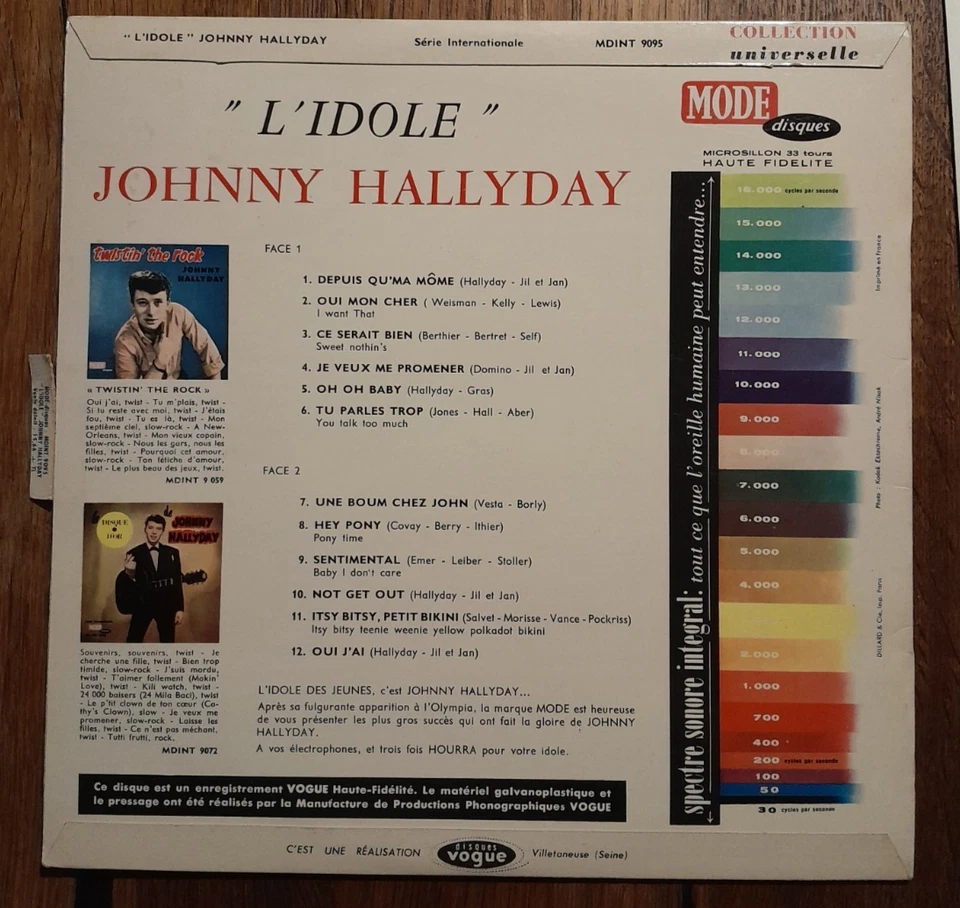 " L'IDOLE " JOHNNY HALLYDAY
Série Internationale
MDINT 9095
COLLECTION
universelle
" L'IDOLE "
JOHNNY HALLYDAY
MODE
disques
MICROSILLON 33 tours
HAUTE FIDELITE
twistin' the rock
JOHNNY
HALLYDAY
« TWISTIN' THE ROCK »
Oui j'ai, twist - Tu m'plais, twist -
Si tu reste avec moi, twist - J'étois
fou, twist - Tu es là, twist - Mon
septième ciel, slow-rock - A New-
Orleans, twist - Mon vieux copain,
slow-rock - Nous les gars, nous les
filles, twist - Pourquoi cet amour,
slow-rock - Ton fétiche d'amour,
twist - Le plus beau des jeux, twist.
MDINT 9 059
le
DISQUE
D'OR
de
JOHNNY
HALLYDAY
Souvenirs, souvenirs, twist - Je
cherche une fille, twist - Bien trop
timide, slow-rock - J'suis mordu,
twist - T'aimer follement (Makin'
Love), twist - Kili watch, twist -
24 000 baisers (24 Mila Baci), twist
- Le p'tit clown de ton cœur (Ca-
thy's Clown), slow - Je veux me
promener, slow-rock - Laisse les
filles, twist - Ce n'est pas méchant,
twist - Tutti frutti, rock.
MDINT 9072
FACE 1
1. DEPUIS QU'MA MÔME (Hallyday - Jil et Jan)
2. OUI MON CHER ( Weisman - Kelly - Lewis)
I want That
3. CE SERAIT BIEN (Berthier - Bertret - Self)
Sweet nothin's
4. JE VEUX ME PROMENER (Domino - Jil et Jan)
5. OH OH BABY (Hallyday - Gras)
6. TU PARLES TROP (Jones - Hall - Aber)
You talk too much
FACE 2
7. UNE BOUM CHEZ JOHN (Vesta - Borly)
8. HEY PONY (Covay - Berry - Ithier)
Pony time
9. SENTIMENTAL (Emer - Leiber - Stoller)
Baby I don't care
10. NOT GET OUT (Hallyday - Jil et Jan)
11. ITSY BITSY, PETIT BIKINI (Salvet - Morisse - Vance - Pockriss)
Itsy bitsy teenie weenie yellow polkadot bikini
12. OUI J'AI (Hallyday - Jil et Jan)
L'IDOLE DES JEUNES, c'est JOHNNY HALLYDAY...
Après sa fulgurante apparition à l'Olympia, la marque MODE est heureuse
de vous présenter les plus gros succès qui ont fait la gloire de JOHNNY
HALLYDAY.
A vos électrophones, et trois fois HOURRA pour votre idole.
Ce disque est un enregistrement VOGUE Haute-Fidélité. Le matériel galvanoplastique et
le pressage ont été réalisés par la Manufacture de Productions Phonographiques VOGUE
spectre sonore integral: tout ce que l'oreille humaine peut entendre...
16.000 cycles par seconde
15.000
14.000
13.000
12.000
11.000
10.000
9.000
8.000
7.000
6.000
5.000
4.000
2.000
1.000
700
400
200 cycles par seconde
100
50
30 cycles par seconde
Imprimé en France
Photo : Kodak Ektachrome, André Nisak
DILLARD & Cie, Imp. Paris
C'EST UNE RÉALISATION
disques
vogue
Villetaneuse (Seine)